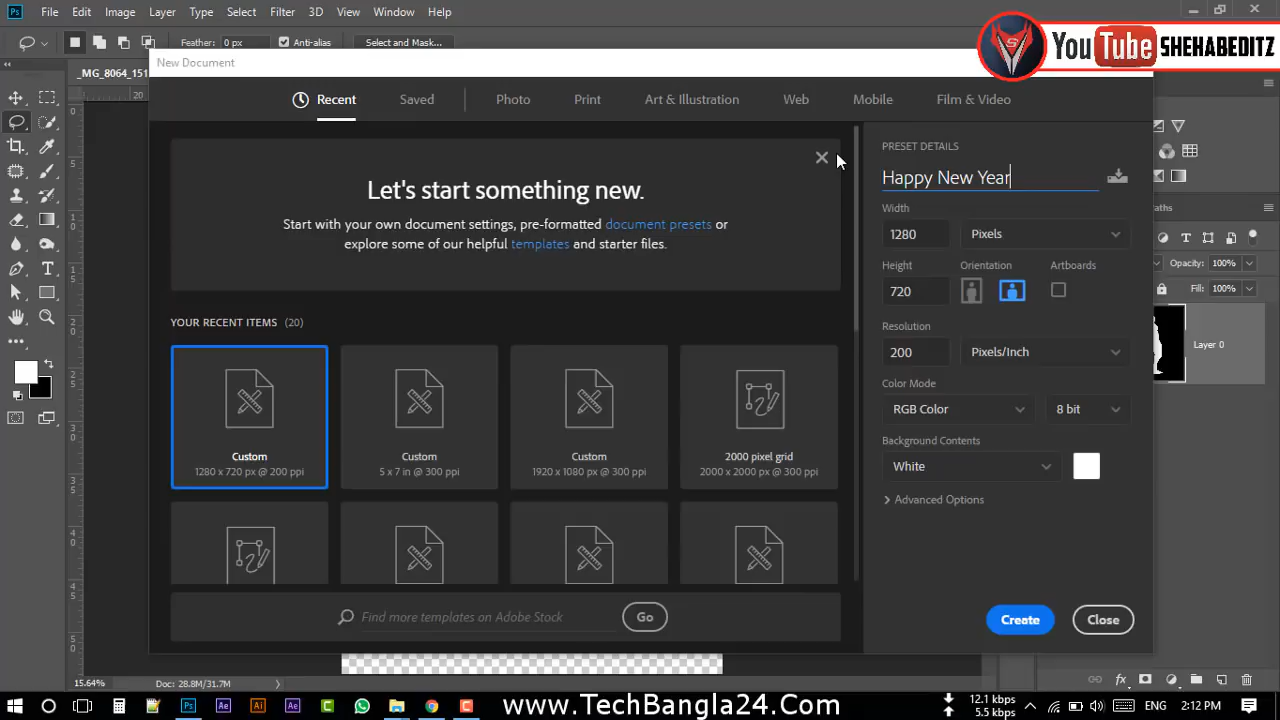 Ps File Edit Image Layer Type Select Filter 3D View Window Help
Feather: 0 px Anti-alias Select and Mask...
You Tube SHEHABEDITZ
_MG_8064_151
New Document
Recent Saved Photo Print Art & Illustration Web Mobile Film & Video
Let's start something new.
Start with your own document settings, pre-formatted document presets or
explore some of our helpful templates and starter files.
YOUR RECENT ITEMS (20)
Custom
1280 x 720 px @ 200 ppi
Custom
5 x 7 in @ 300 ppi
Custom
1920 x 1080 px @ 300 ppi
2000 pixel grid
2000 x 2000 px @ 300 ppi
Find more templates on Adobe Stock Go
PRESET DETAILS
Happy New Year
Width
1280 Pixels
Height Orientation Artboards
720
Resolution
200 Pixels/Inch
Color Mode
RGB Color 8 bit
Background Contents
White
Advanced Options
Create Close
aths
Opacity: 100%
Fill: 100%
Layer 0
15.64% Doc: 28.8M/31.7M
www.TechBangla24.Com
12.1 kbps
5.5 kbps
2:12 PM